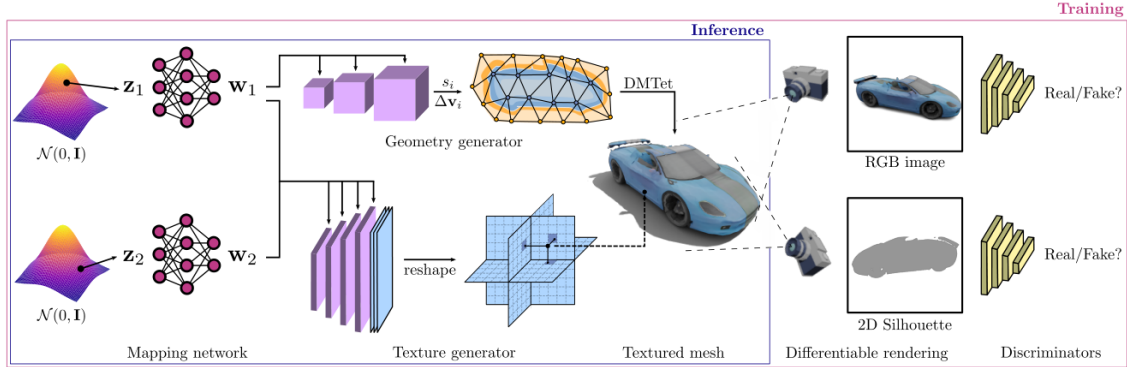 Training
Inference
z₁
w₁
𝒩(0, I)
sᵢ
Δvᵢ
DMTet
Geometry generator
RGB image
Real/Fake?
z₂
w₂
𝒩(0, I)
reshape
2D Silhouette
Real/Fake?
Mapping network
Texture generator
Textured mesh
Differentiable rendering
Discriminators